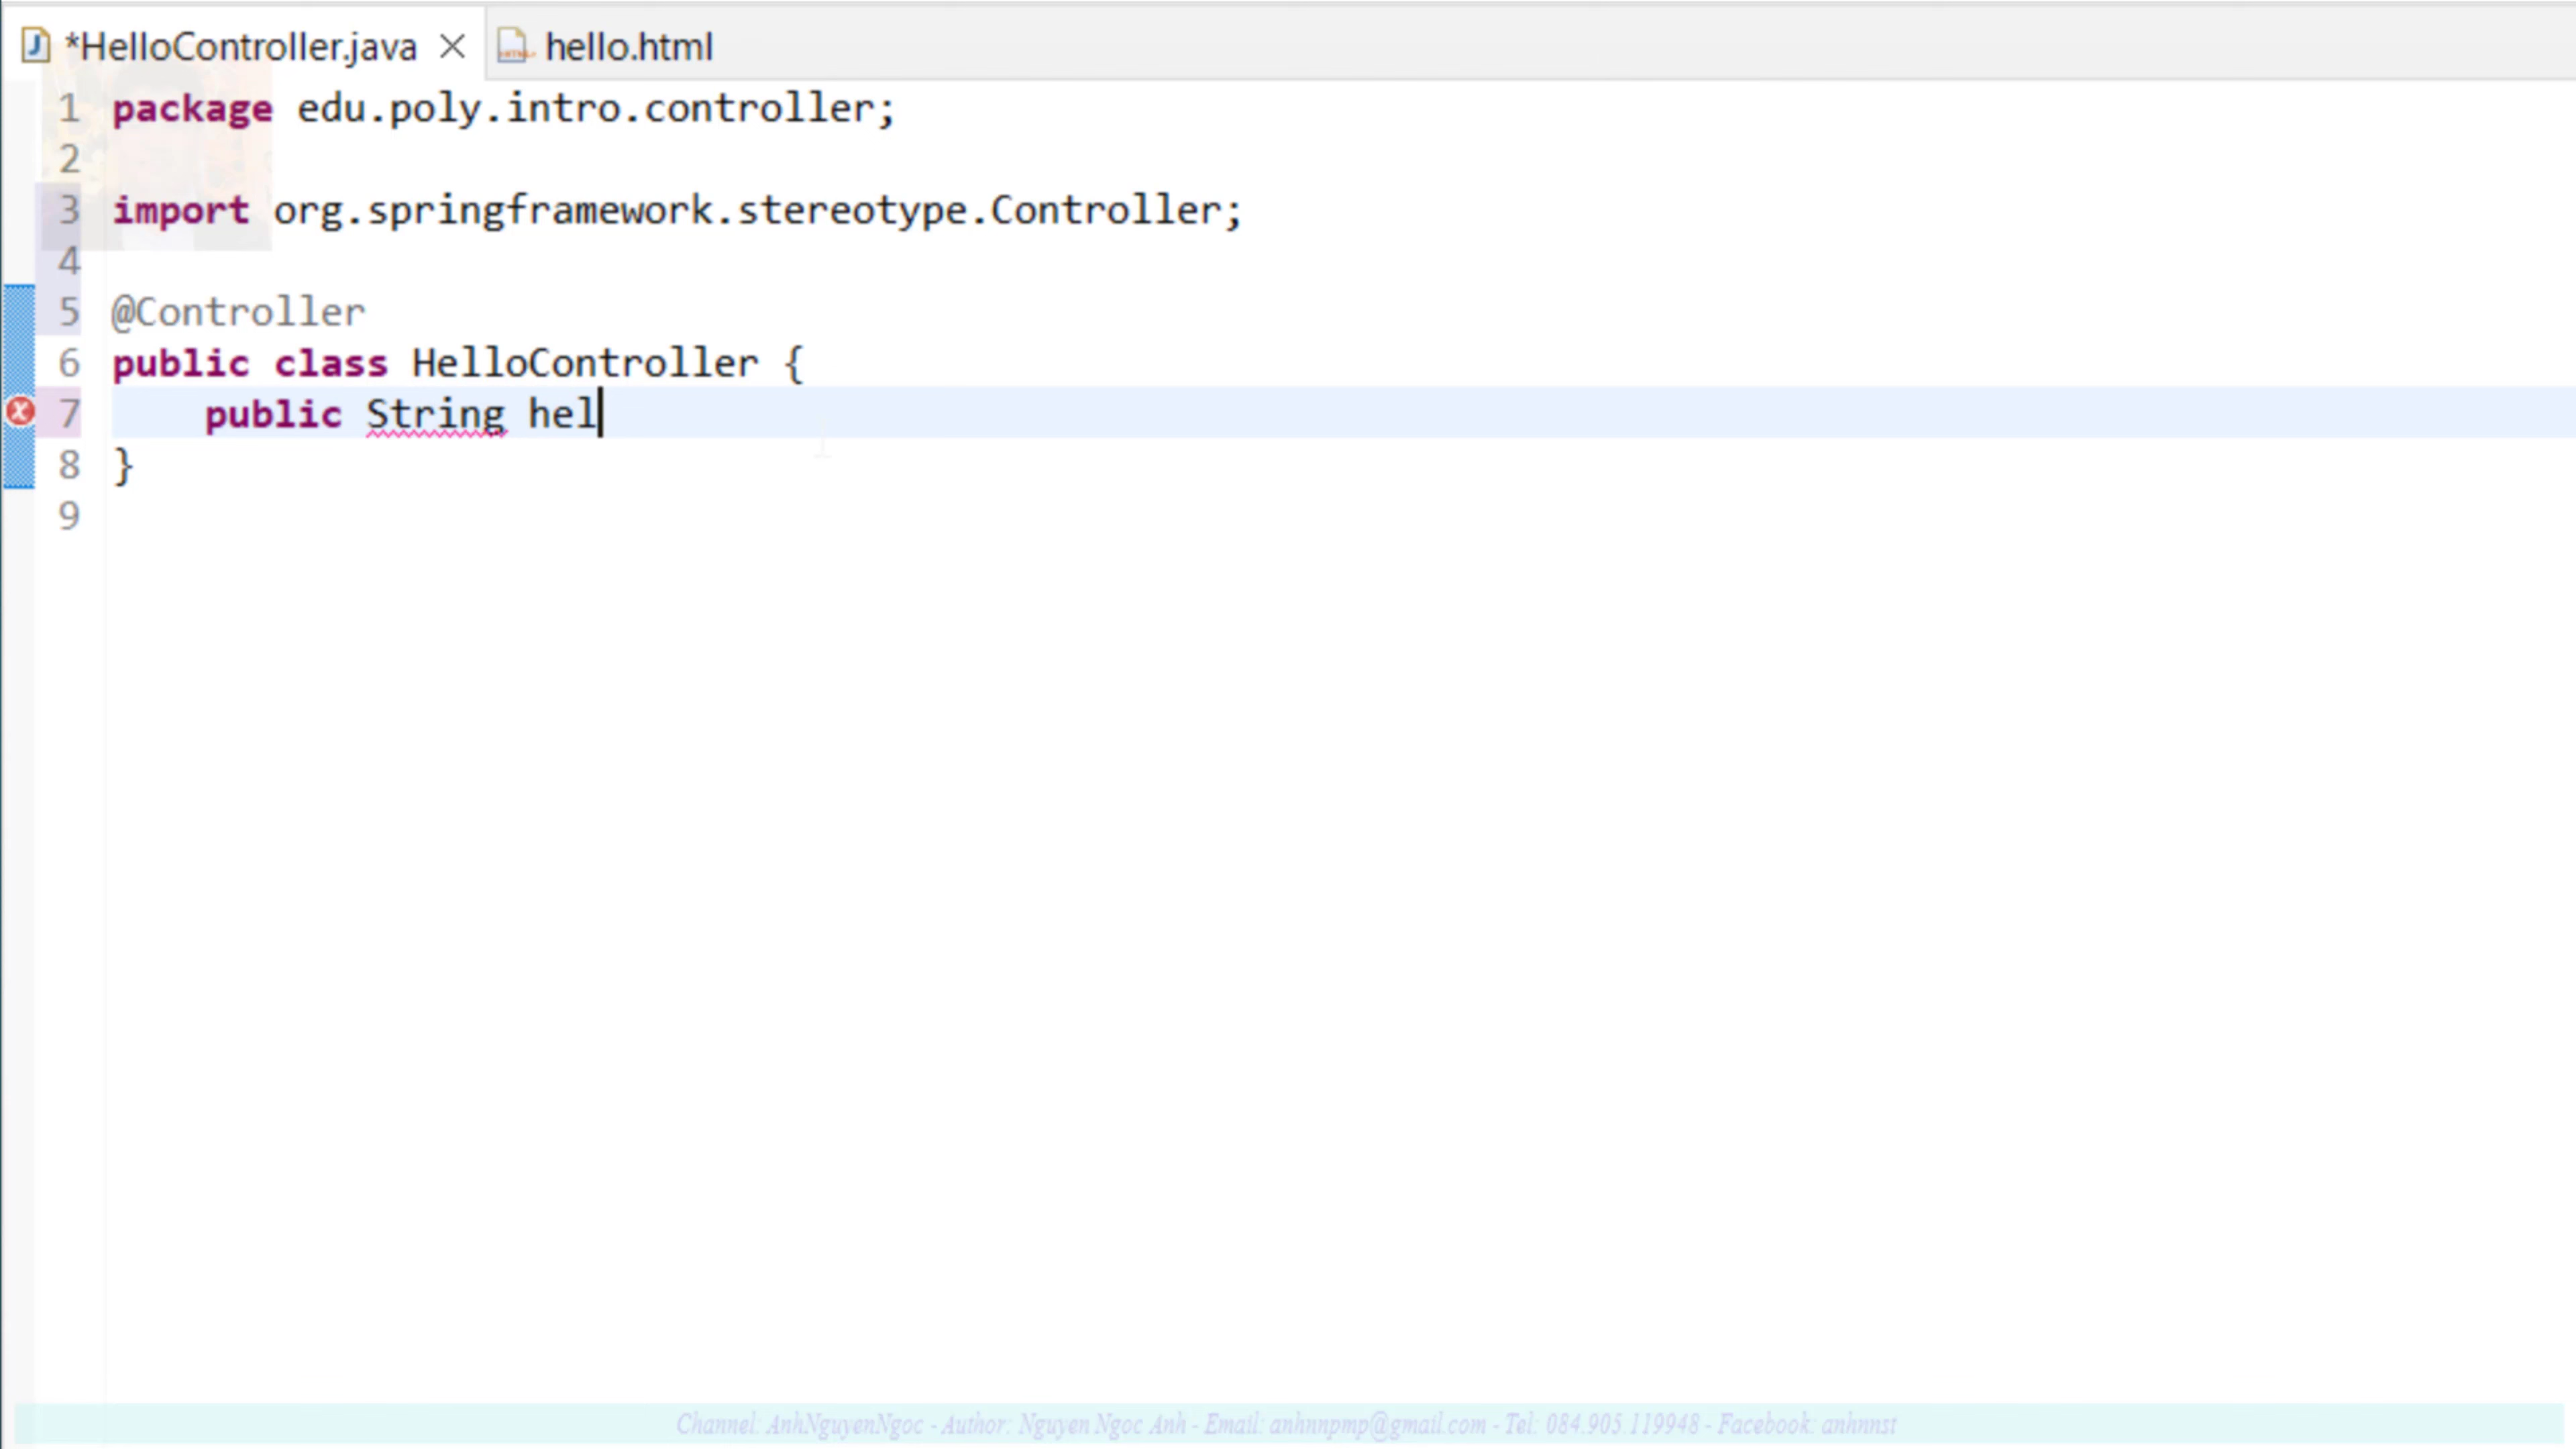 *HelloController.java hello.html
1 package edu.poly.intro.controller;
2
3 import org.springframework.stereotype.Controller;
4
5 @Controller
6 public class HelloController {
7 public String hel
8 }
9
Channel: AnhNguyenNgoc - Author: Nguyen Ngoc Anh - Email: anhnnpmp@gmail.com - Tel: 084.905.119948 - Facebook: anhnnst